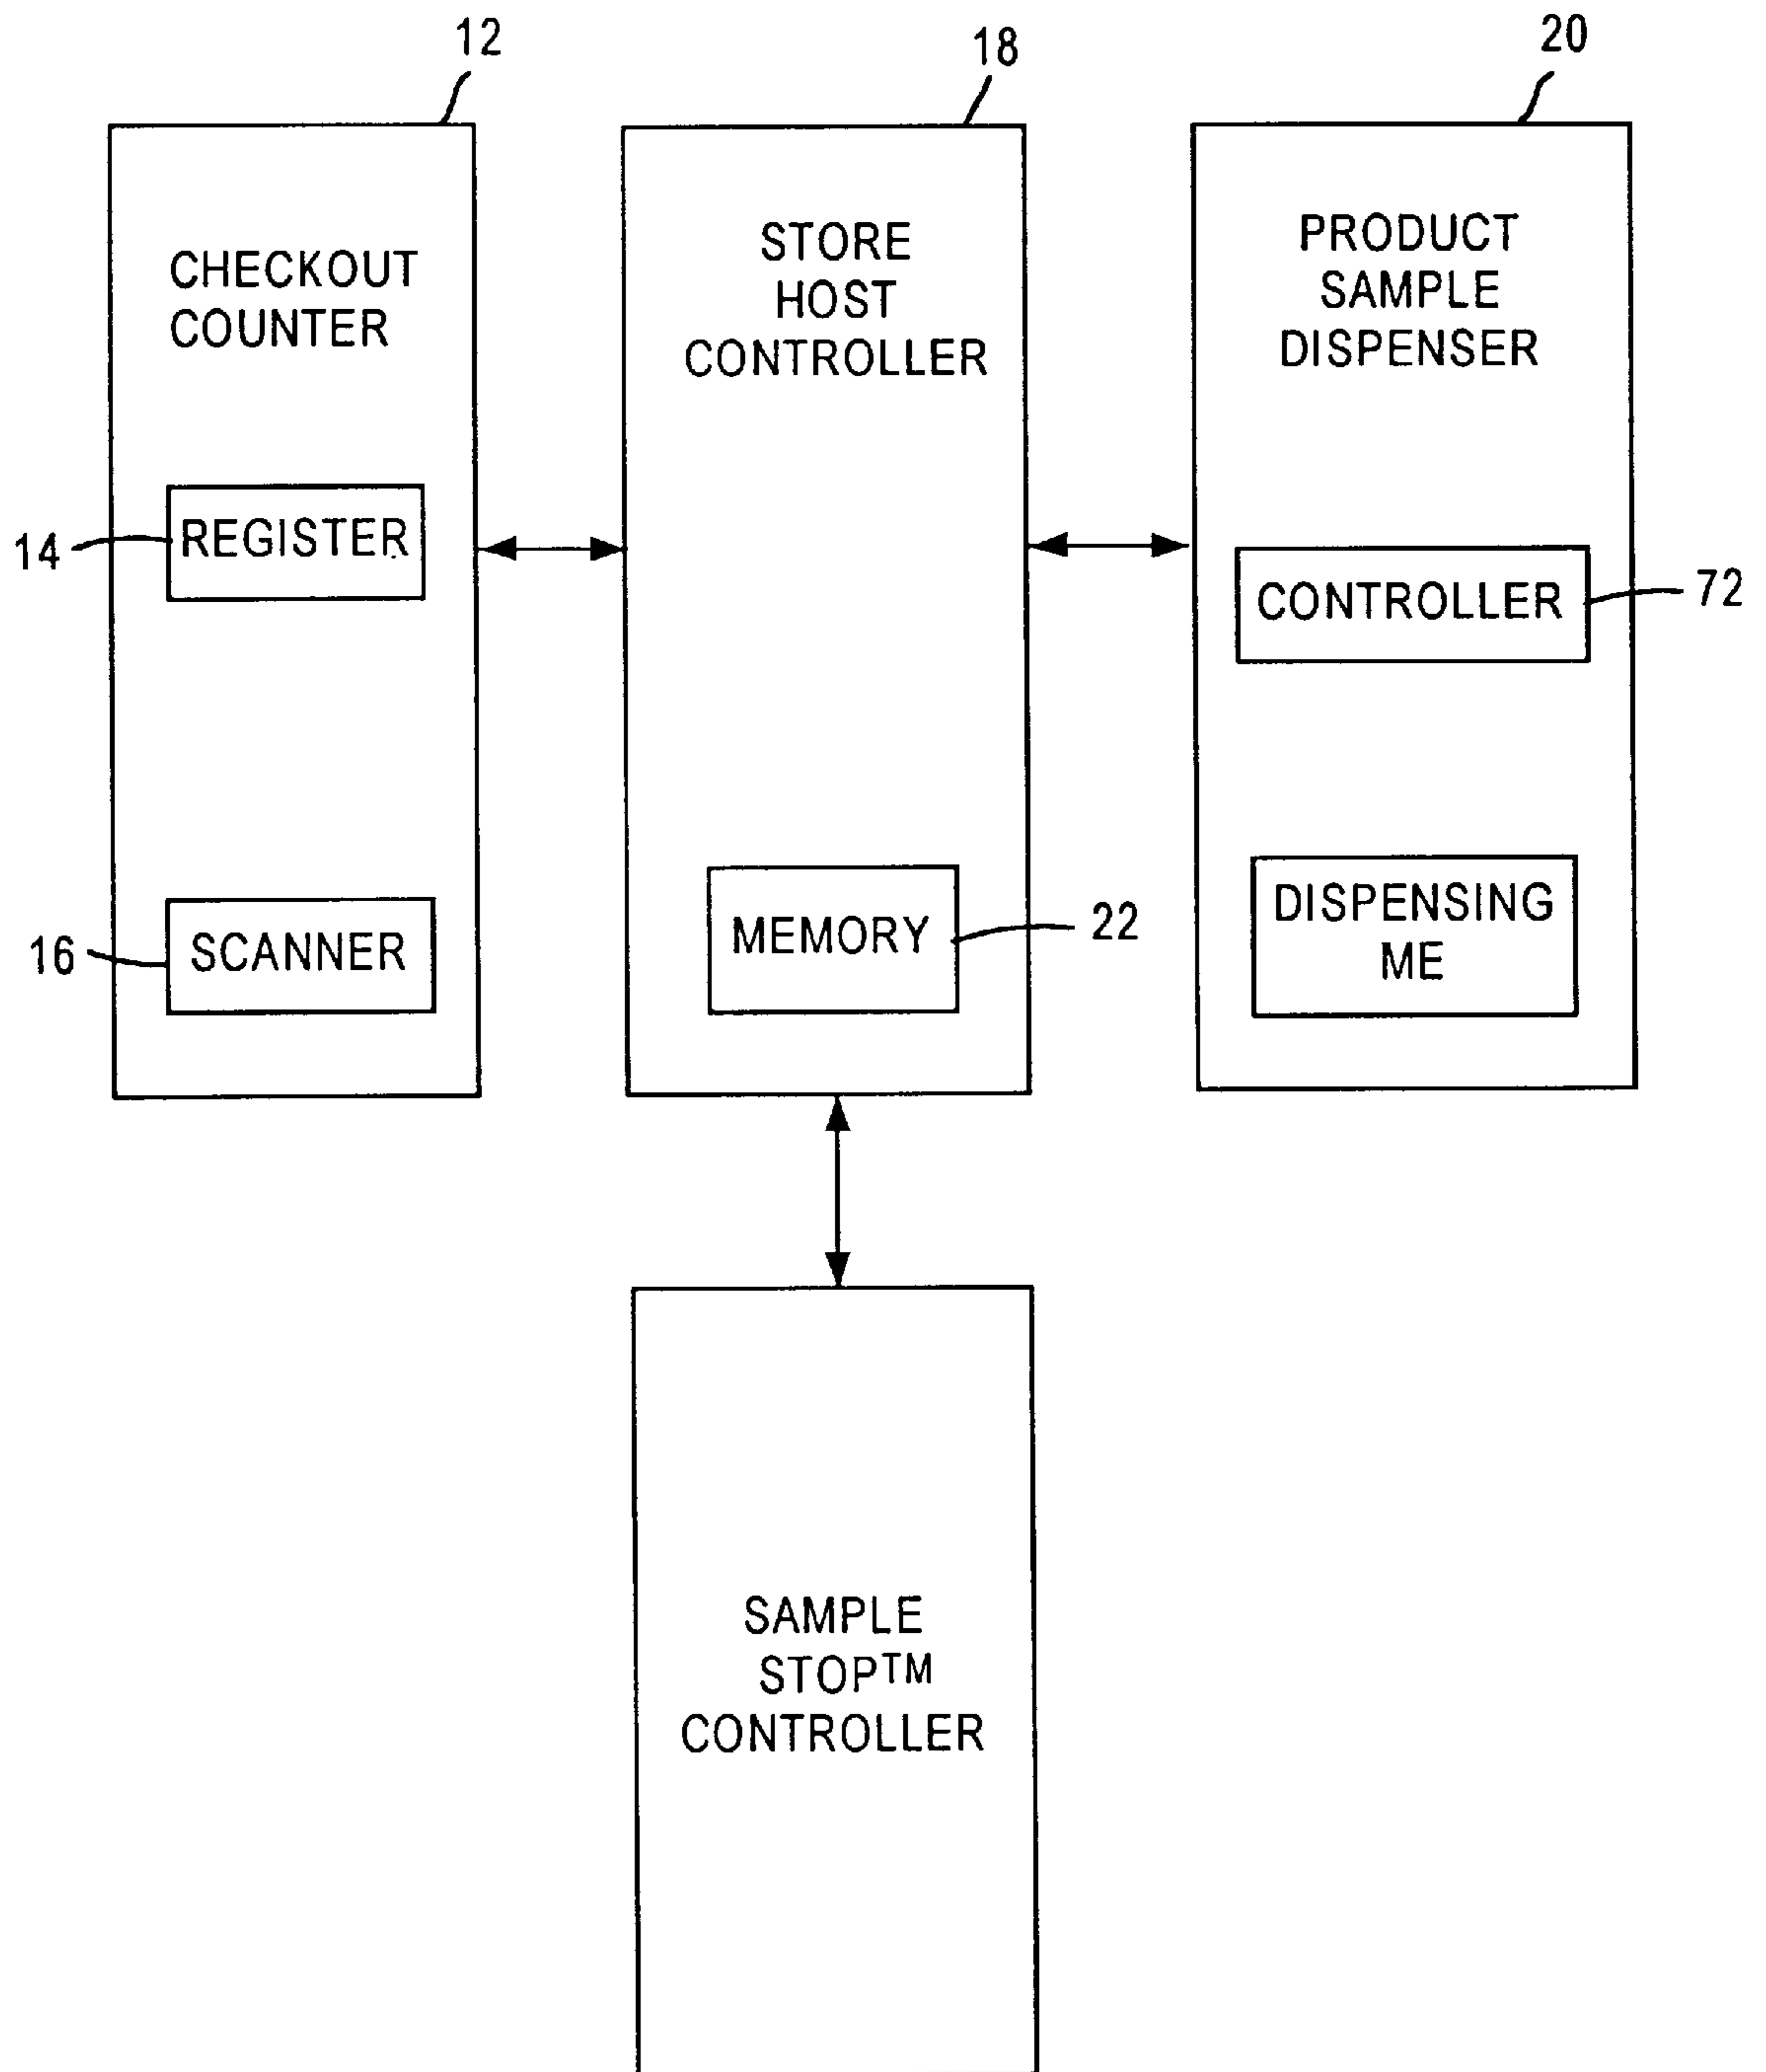 12
18
20
CHECKOUT
COUNTER
STORE
HOST
CONTROLLER
PRODUCT
SAMPLE
DISPENSER
14
REGISTER
CONTROLLER
72
16
SCANNER
MEMORY
22
DISPENSING
ME
SAMPLE
STOP™
CONTROLLER